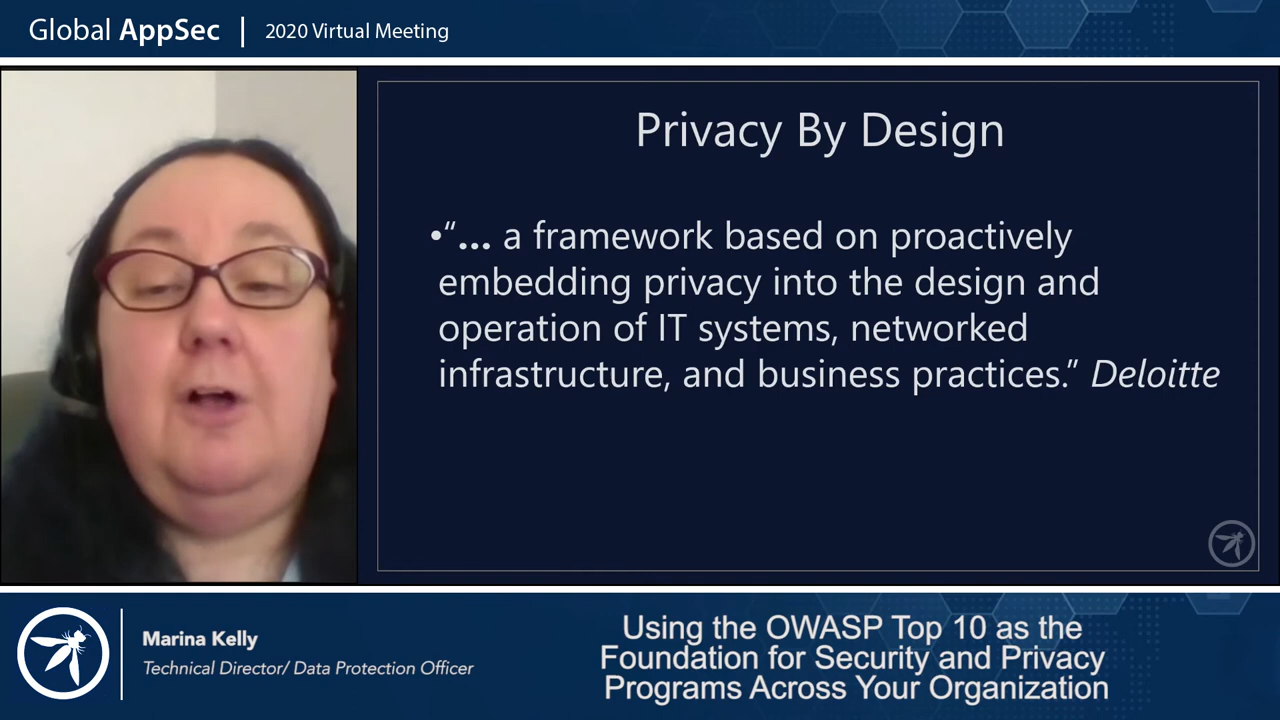 Global AppSec | 2020 Virtual Meeting
Privacy By Design
•“... a framework based on proactively
embedding privacy into the design and
operation of IT systems, networked
infrastructure, and business practices.” Deloitte
Marina Kelly
Technical Director/ Data Protection Officer
Using the OWASP Top 10 as the
Foundation for Security and Privacy
Programs Across Your Organization